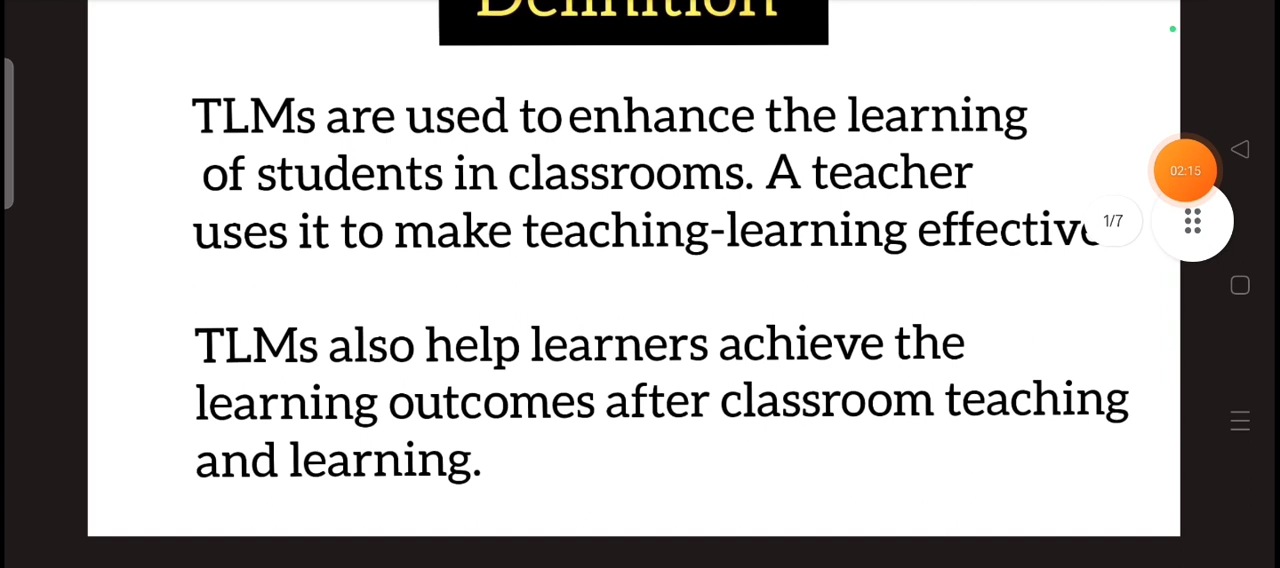 Definition
TLMs are used to enhance the learning
of students in classrooms. A teacher
uses it to make teaching-learning effective
TLMs also help learners achieve the
learning outcomes after classroom teaching
and learning.
02:15
1/7